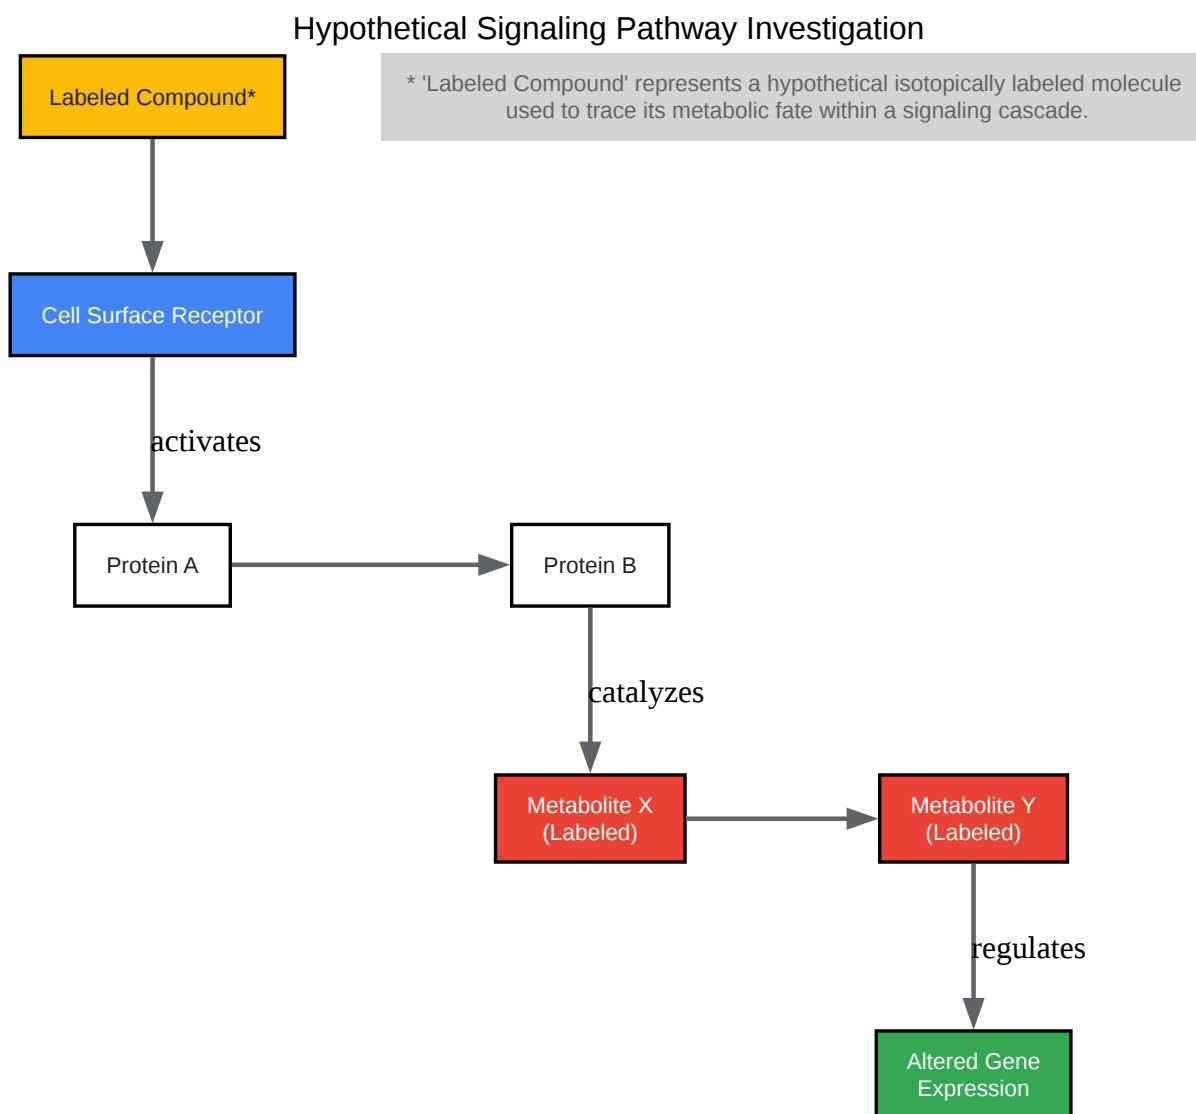 Hypothetical Signaling Pathway Investigation
Labeled Compound*
* 'Labeled Compound' represents a hypothetical isotopically labeled molecule
used to trace its metabolic fate within a signaling cascade.
Cell Surface Receptor
activates
Protein A
Protein B
catalyzes
Metabolite X
(Labeled)
Metabolite Y
(Labeled)
regulates
Altered Gene
Expression